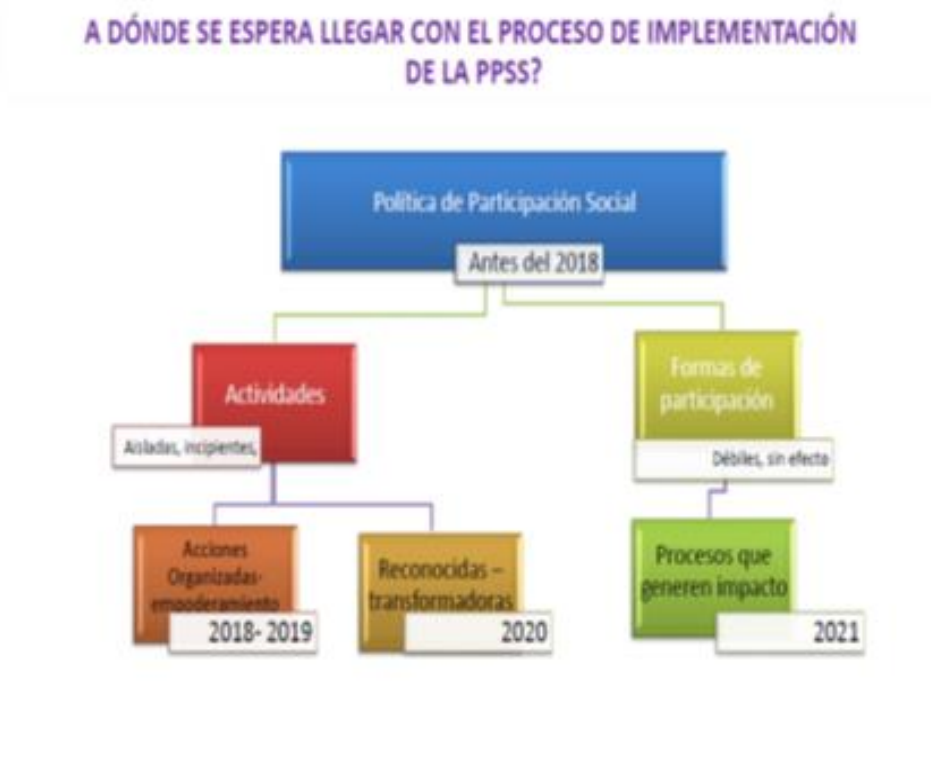 A DÓNDE SE ESPERA LLEGAR CON EL PROCESO DE IMPLEMENTACIÓN
DE LA PPSS?
Política de Participación Social
Antes del 2018
Actividades
Aisladas, incipientes,
Formas de
participación
Débiles, sin efecto
Acciones
Organizadas-
empoderamiento
2018- 2019
Reconocidas –
transformadoras
2020
Procesos que
generen impacto
2021